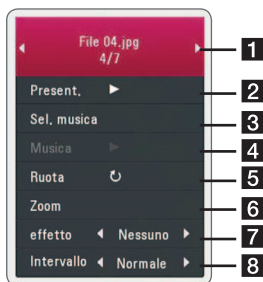 File 04.jpg
4/7
1
Present.
2
Sel. musica
3
Musica
4
Ruota
5
Zoom
6
effetto Nessuno
7
Intervallo Normale
8